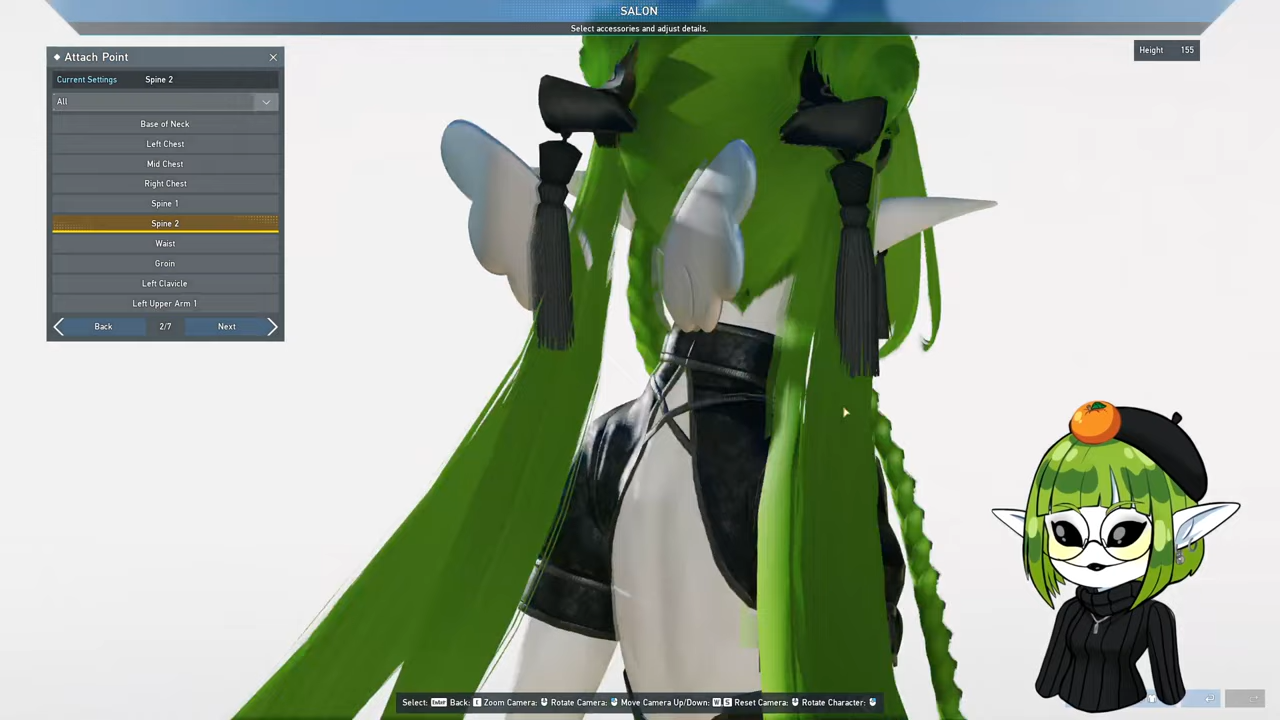 SALON
Select accessories and adjust details.
Height 155
Attach Point
Current Settings Spine 2
All
Base of Neck
Left Chest
Mid Chest
Right Chest
Spine 1
Spine 2
Waist
Groin
Left Clavicle
Left Upper Arm 1
Back 2/7 Next
Select: Enter Back: E Zoom Camera: Rotate Camera: Move Camera Up/Down: W S Reset Camera: Rotate Character: